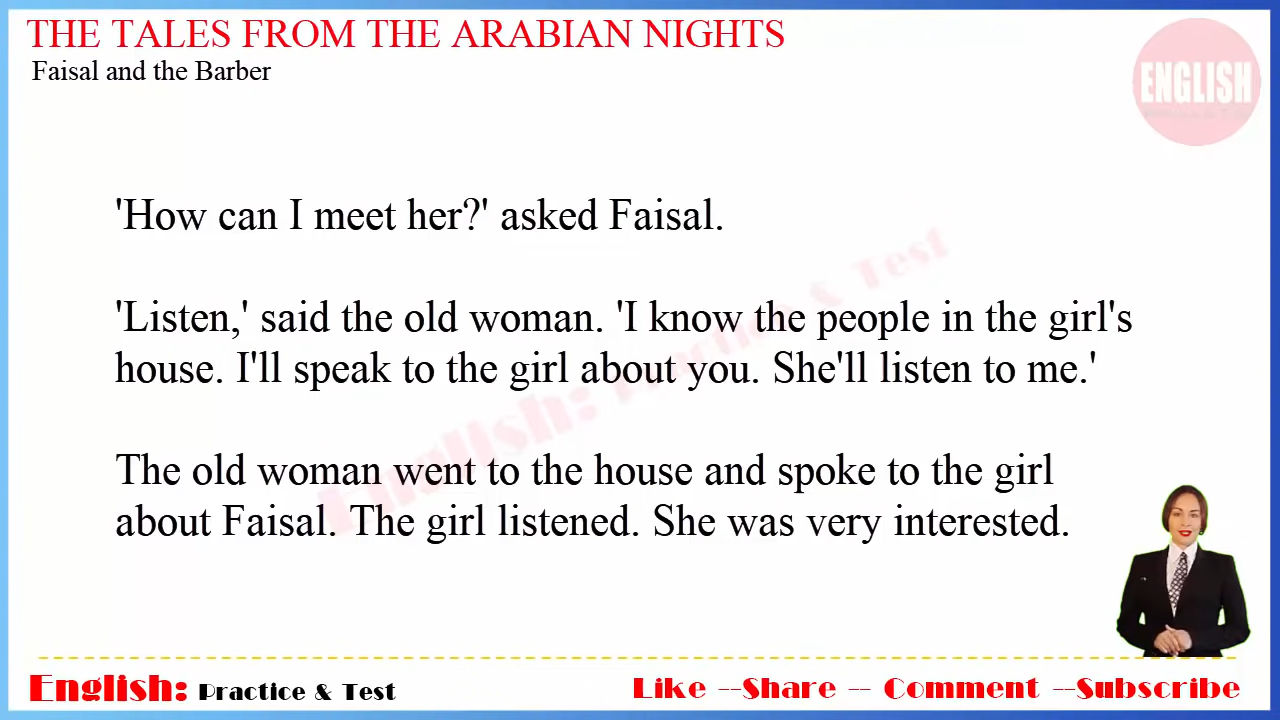 THE TALES FROM THE ARABIAN NIGHTS
Faisal and the Barber
ENGLISH
'How can I meet her?' asked Faisal.
'Listen,' said the old woman. 'I know the people in the girl's
house. I'll speak to the girl about you. She'll listen to me.'
The old woman went to the house and spoke to the girl
about Faisal. The girl listened. She was very interested.
English: Practice & Test
English: Practice & Test
Like --Share -- Comment --Subscribe